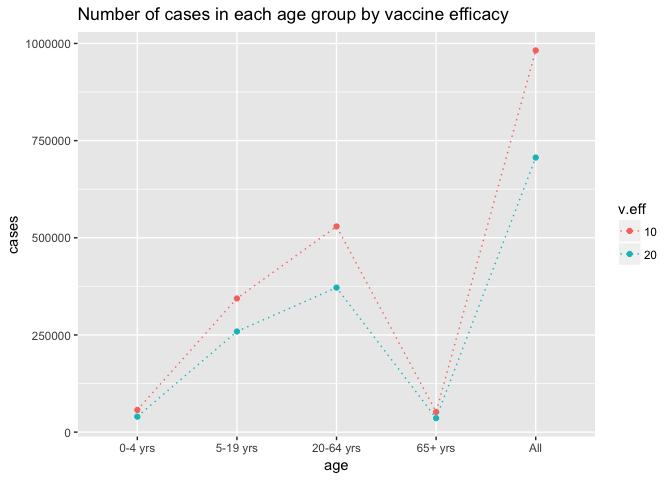 Number of cases in each age group by vaccine efficacy
1000000
750000
500000
250000
0
cases
0-4 yrs 5-19 yrs 20-64 yrs 65+ yrs All
age
v.eff
10
20